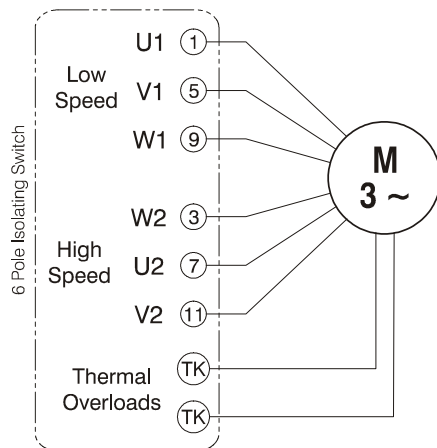 6 Pole Isolating Switch
Low
Speed
U1 1
V1 5
W1 9
High
Speed
W2 3
U2 7
V2 11
Thermal
Overloads
TK
TK
M
3 ~